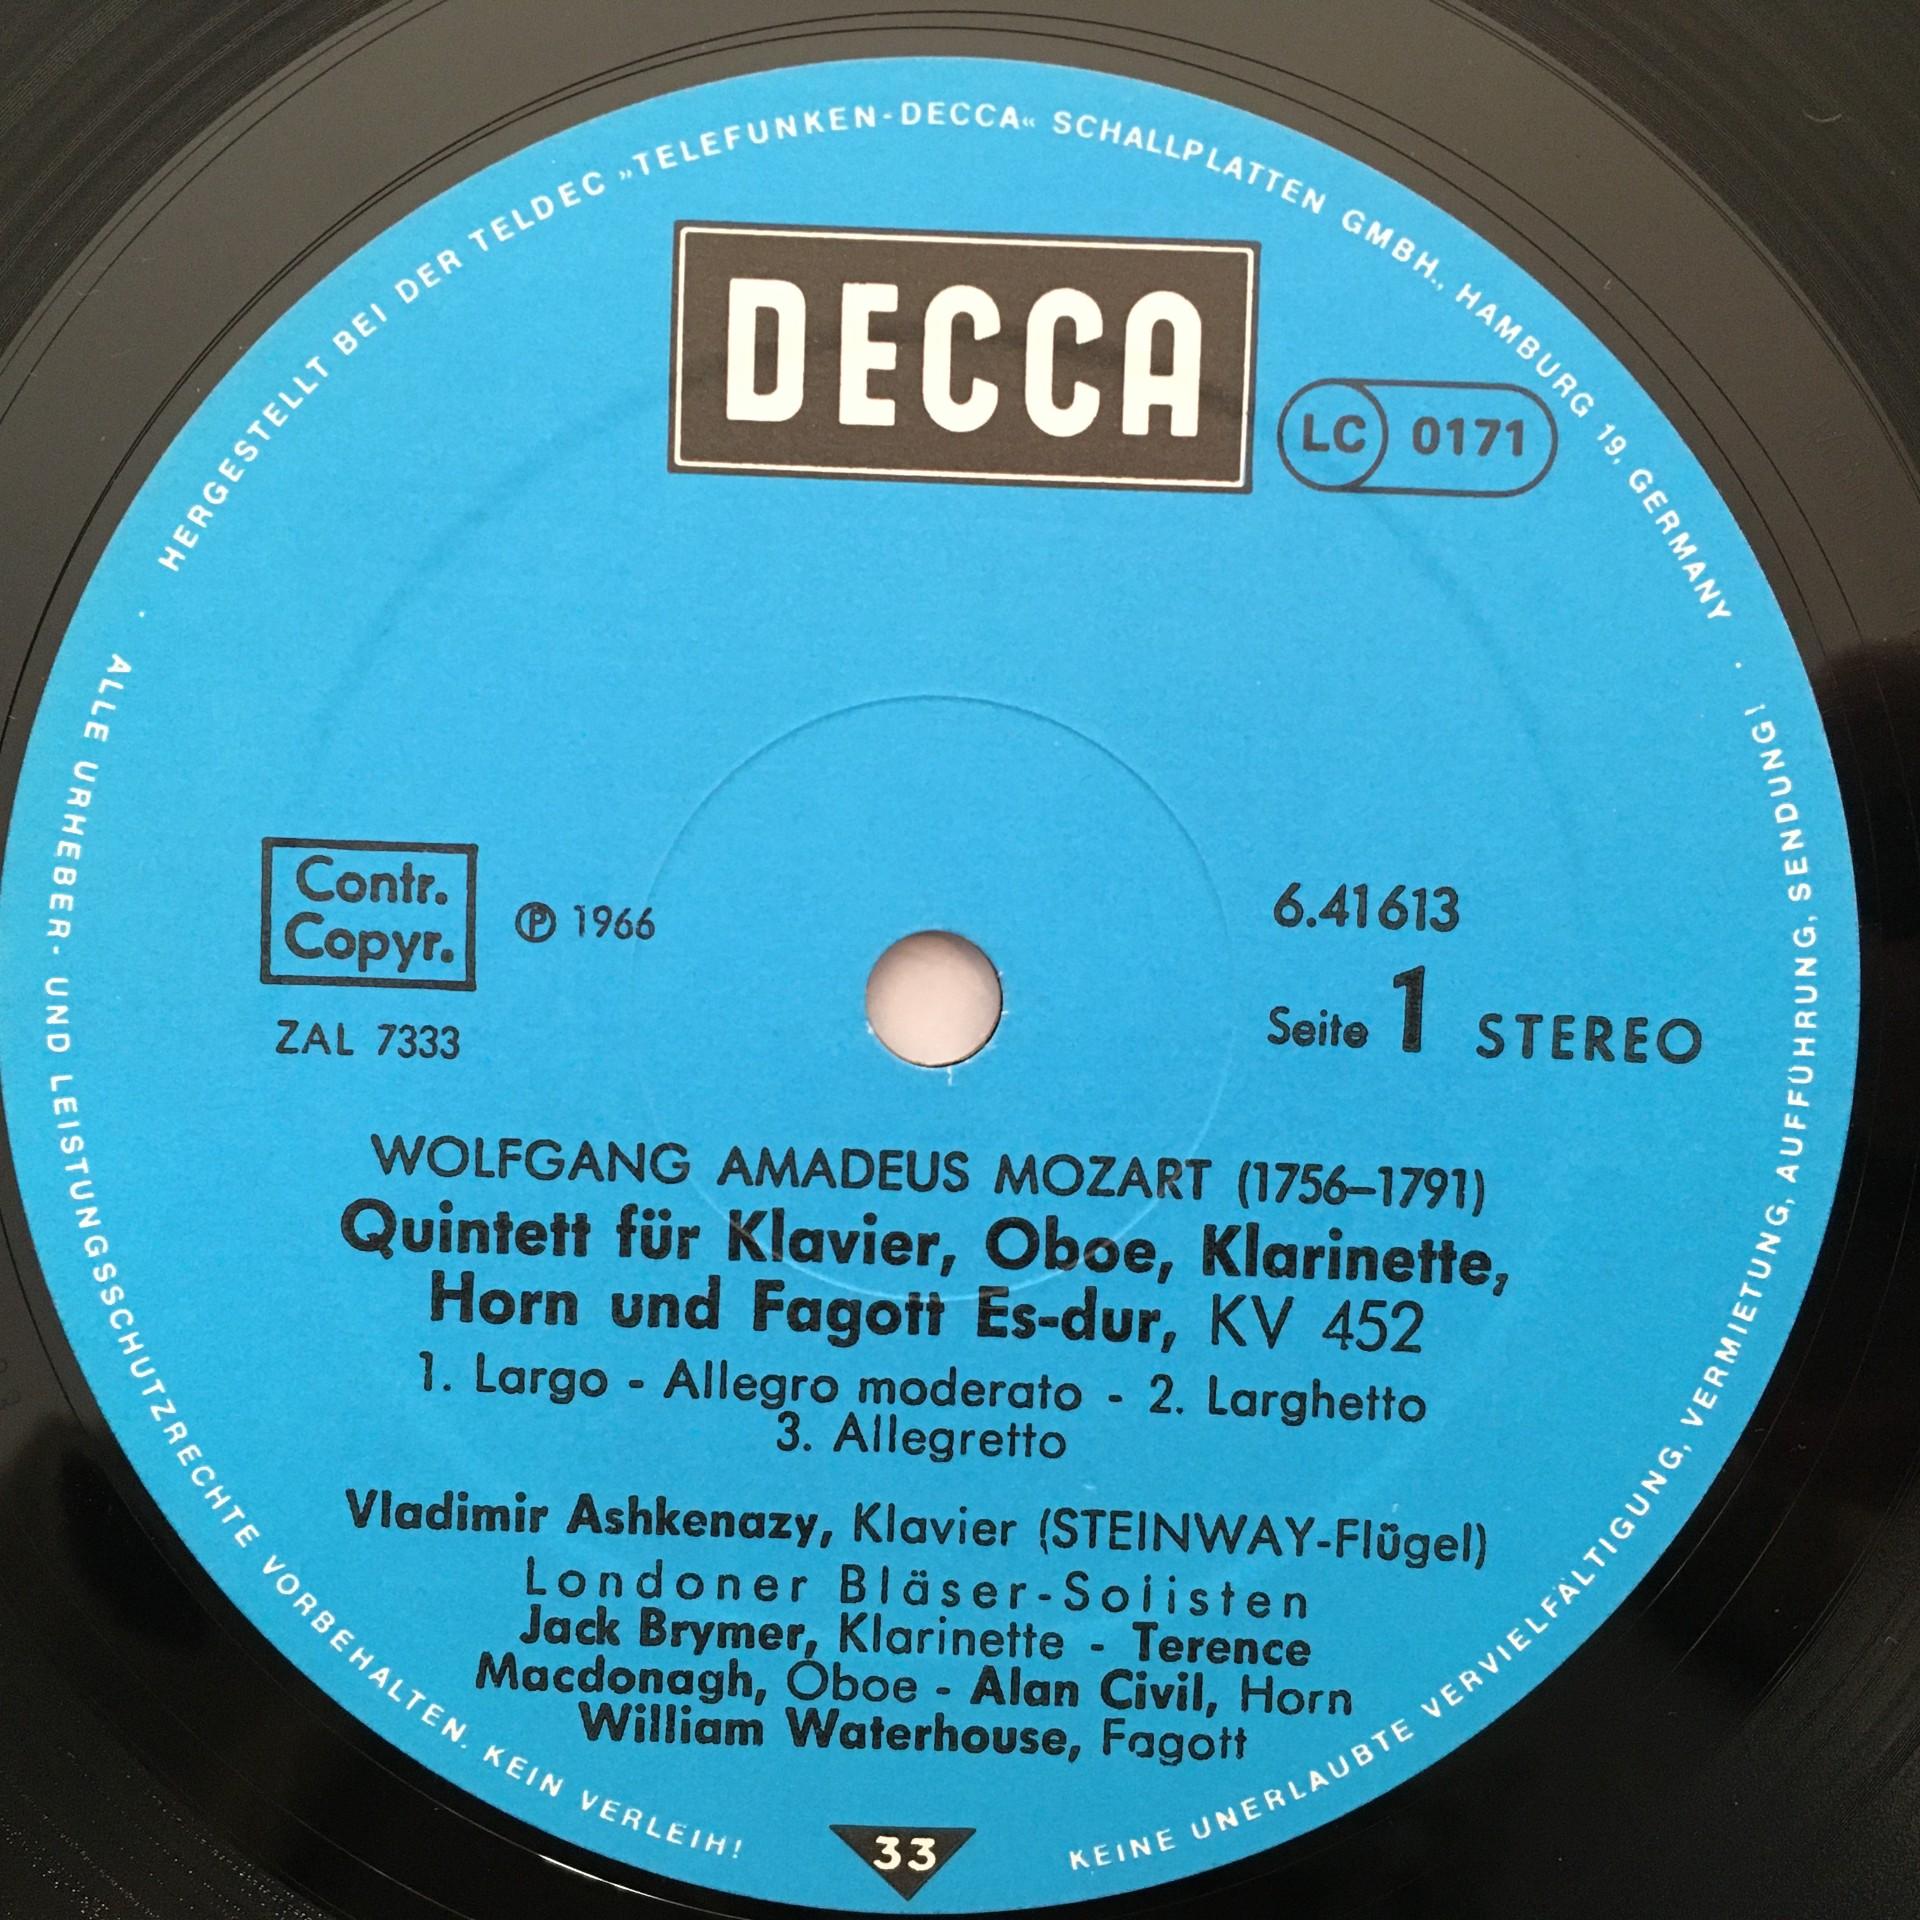 HERGESTELLT BEI DER TELDEC »TELEFUNKEN-DECCA« SCHALLPLATTEN GMBH., HAMBURG 19, GERMANY
DECCA
LC 0171
Contr.
Copyr.
℗ 1966
ZAL 7333
6.41613
Seite 1 STEREO
WOLFGANG AMADEUS MOZART (1756–1791)
Quintett für Klavier, Oboe, Klarinette,
Horn und Fagott Es-dur, KV 452
1. Largo - Allegro moderato - 2. Larghetto
3. Allegretto
Vladimir Ashkenazy, Klavier (STEINWAY-Flügel)
Londoner Bläser-Solisten
Jack Brymer, Klarinette - Terence
Macdonagh, Oboe - Alan Civil, Horn
William Waterhouse, Fagott
33
· ALLE URHEBER- UND LEISTUNGSSCHUTZRECHTE VORBEHALTEN. KEIN VERLEIH!
KEINE UNERLAUBTE VERVIELFÄLTIGUNG, VERMIETUNG, AUFFÜHRUNG, SENDUNG! ·